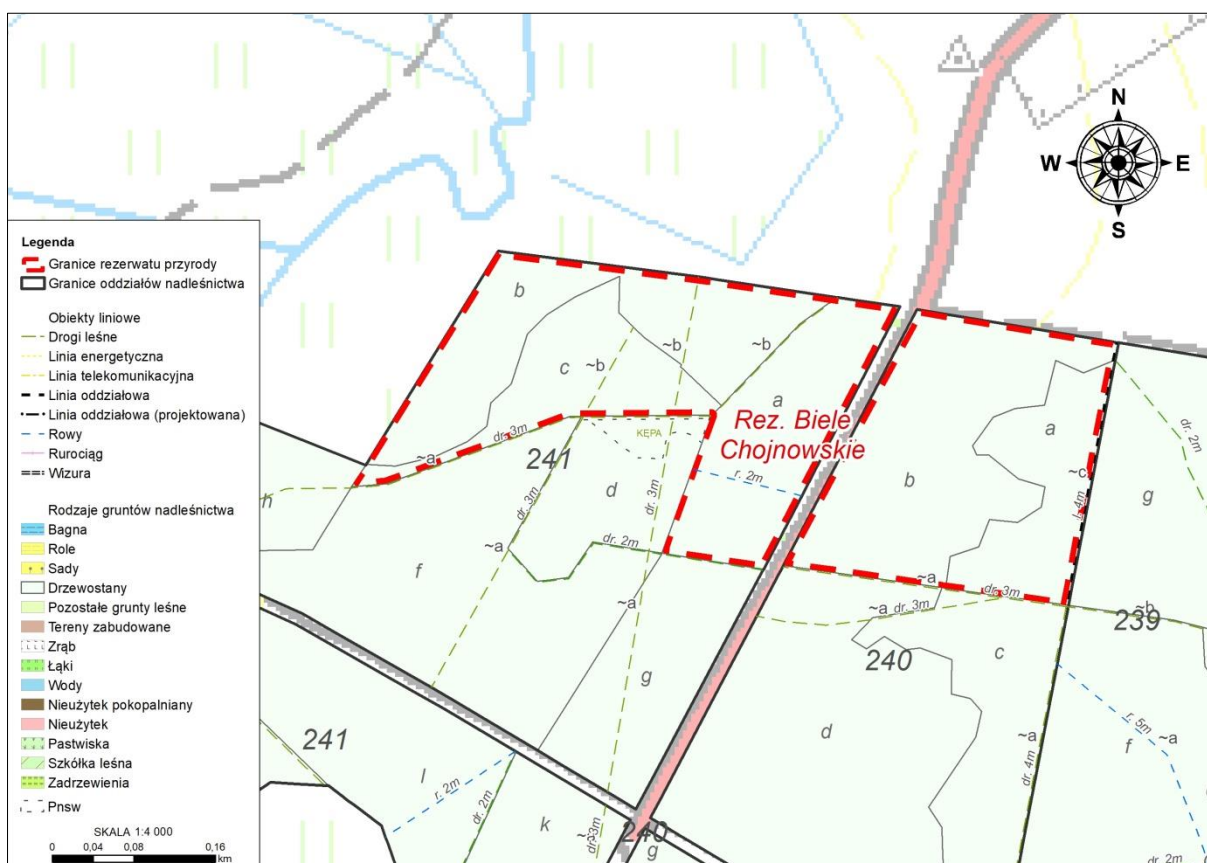 N
W
E
S
Legenda
Granice rezerwatu przyrody
Granice oddziałów nadleśnictwa
Obiekty liniowe
Drogi leśne
Linia energetyczna
Linia telekomunikacyjna
Linia oddziałowa
Linia oddziałowa (projektowana)
Rowy
Rurociąg
Wizura
Rodzaje gruntów nadleśnictwa
Bagna
Role
Sady
Drzewostany
Pozostałe grunty leśne
Tereny zabudowane
Zrąb
Łąki
Wody
Nieużytek pokopalniany
Nieużytek
Pastwiska
Szkółka leśna
Zadrzewienia
Pnsw
SKALA 1:4 000
0 0,04 0,08 0,16
km
b
c
~b
~b
~b
a
Rez. Biele
Chojnowskie
KĘPA
dr. 3m
~a
241
d
dr. 3m
dr. 3m
r. 2m
h
~a
dr. 2m
f
~a
g
a
b
~c
l. 4m
dr. 2m
g
~a
dr. 3m
~a
dr. 3m
~b
239
240
c
d
~a
dr. 4m
r. 5m
~a
f
241
l
r. 2m
dr. 2m
k
dr. 3m
240
g
dr. 2m